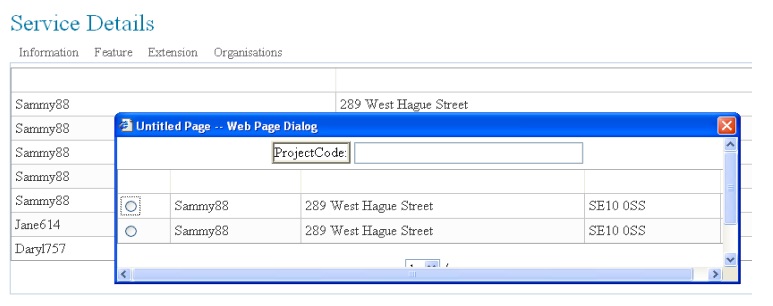 Service Details
Information Feature Extension Organisations
Sammy88 289 West Hague Street
Sammy88
Sammy88
Sammy88
Sammy88
Jane614
Daryl757
Untitled Page -- Web Page Dialog
ProjectCode:
Sammy88 289 West Hague Street SE10 0SS
Sammy88 289 West Hague Street SE10 0SS
1 /